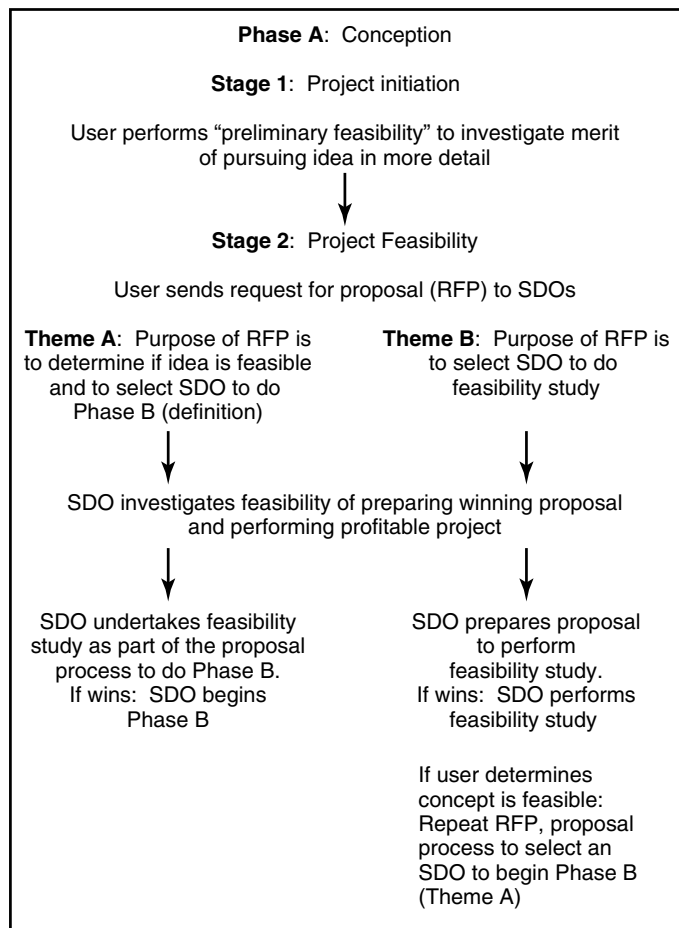 Phase A: Conception
Stage 1: Project initiation
User performs “preliminary feasibility” to investigate merit
of pursuing idea in more detail
Stage 2: Project Feasibility
User sends request for proposal (RFP) to SDOs
Theme A: Purpose of RFP is
to determine if idea is feasible
and to select SDO to do
Phase B (definition)
Theme B: Purpose of RFP is
to select SDO to do
feasibility study
SDO investigates feasibility of preparing winning proposal
and performing profitable project
SDO undertakes feasibility
study as part of the proposal
process to do Phase B.
If wins: SDO begins
Phase B
SDO prepares proposal
to perform
feasibility study.
If wins: SDO performs
feasibility study
If user determines
concept is feasible:
Repeat RFP, proposal
process to select an
SDO to begin Phase B
(Theme A)